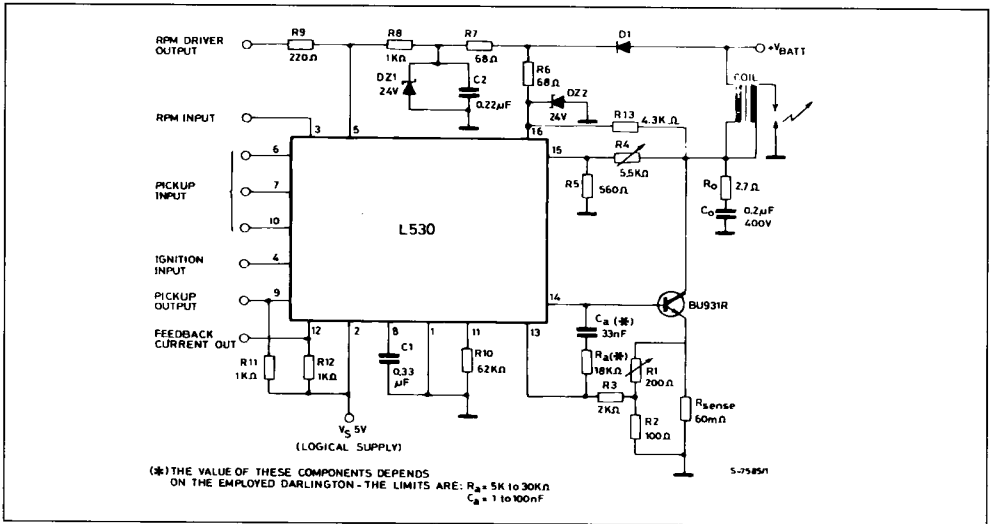 RPM DRIVER
OUTPUT
R9
220Ω
R8
1KΩ
R7
68Ω
D1
+VBATT
DZ1
24V
C2
0.22µF
R6
68Ω
DZ2
24V
COIL
RPM INPUT
3
5
16
R13
4.3KΩ
15
R4
5.5KΩ
R5
560Ω
Ro
2.7Ω
Co
0.2µF
400V
6
PICKUP
INPUT
7
10
L530
IGNITION
INPUT
4
PICKUP
OUTPUT
9
14
BU931R
FEEDBACK
CURRENT OUT
12
2
8
1
11
13
Ca (*)
33nF
R11
1KΩ
R12
1KΩ
C1
0.33
µF
R10
62KΩ
Ra(*)
18KΩ
R3
2KΩ
R1
200Ω
R2
100Ω
Rsense
60mΩ
VS 5V
(LOGICAL SUPPLY)
S-7585/1
(*) THE VALUE OF THESE COMPONENTS DEPENDS
ON THE EMPLOYED DARLINGTON - THE LIMITS ARE: Ra = 5K to 30KΩ
Ca = 1 to 100nF